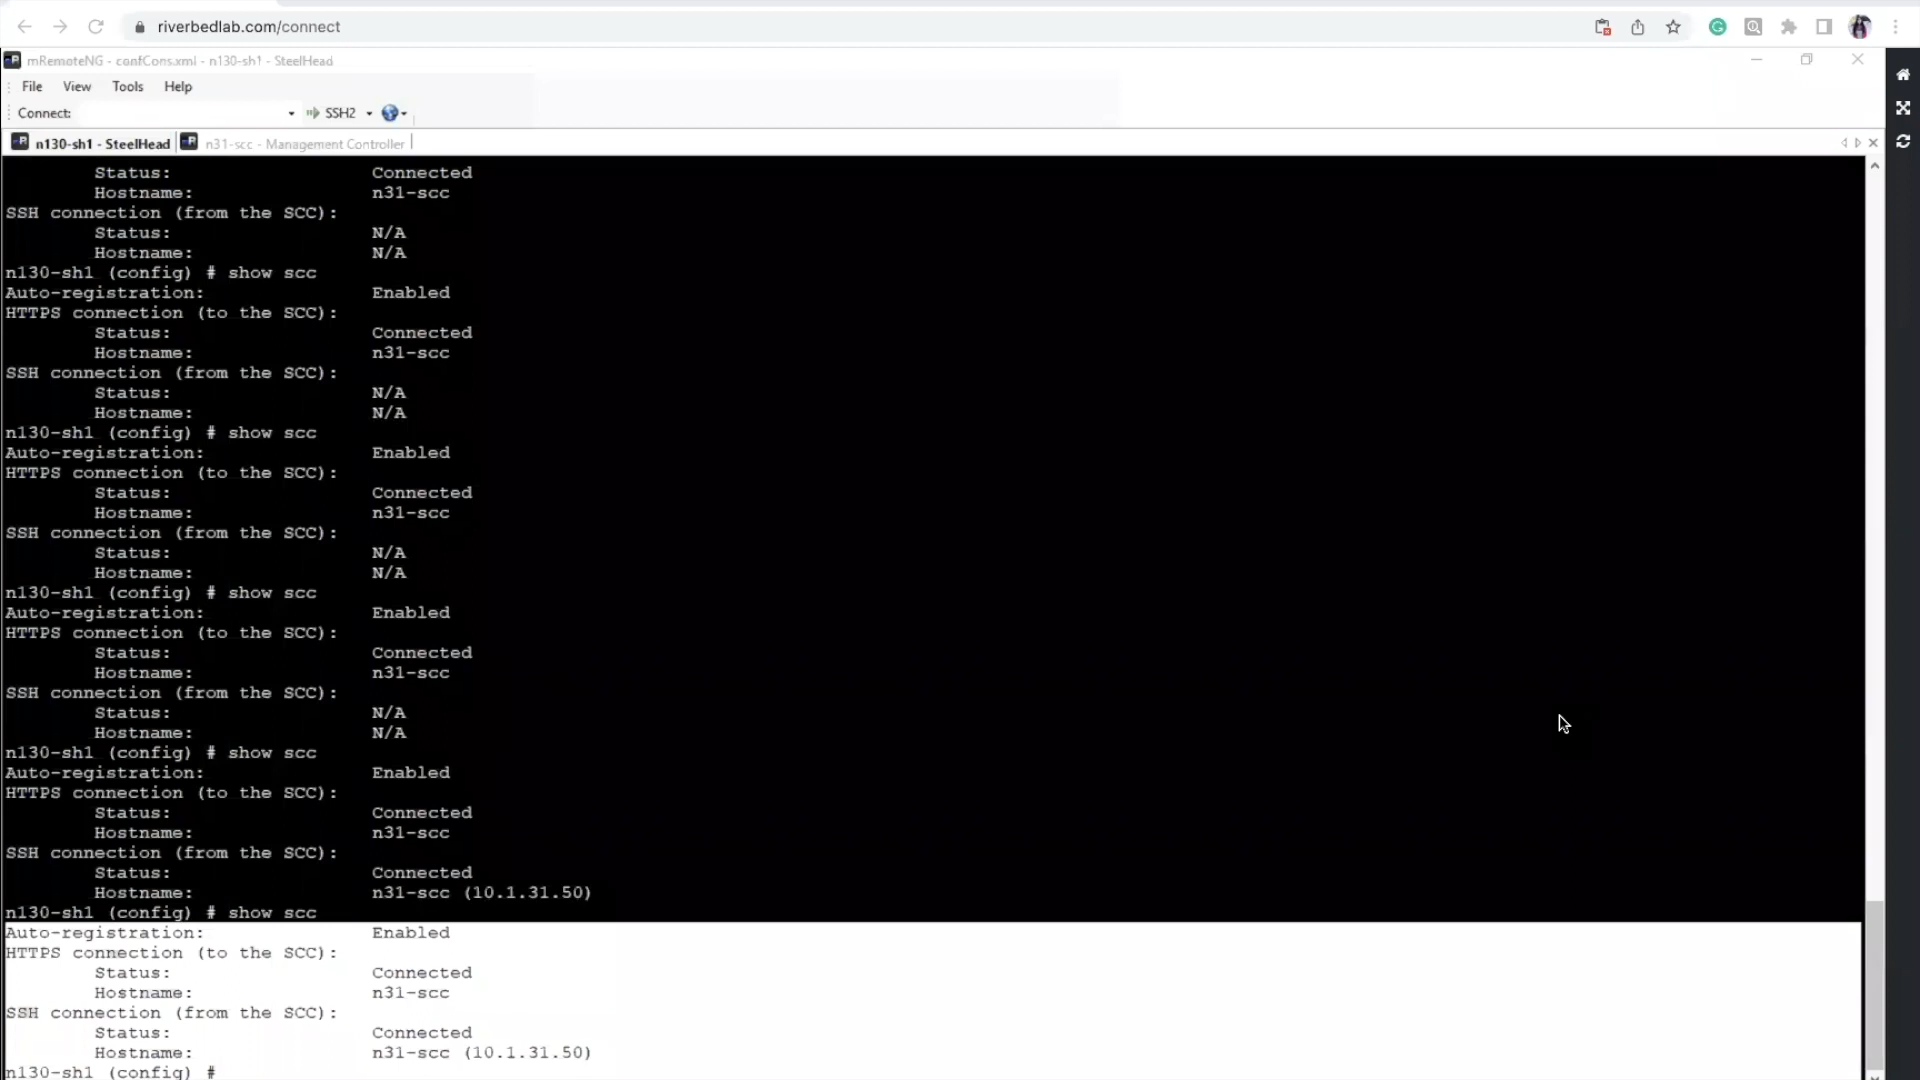 riverbedlab.com/connect
mRemoteNG - confCons.xml - n130-sh1 - SteelHead
File View Tools Help
Connect: SSH2
n130-sh1 - SteelHead n31-scc - Management Controller
Status: Connected
Hostname: n31-scc
SSH connection (from the SCC):
Status: N/A
Hostname: N/A
n130-sh1 (config) # show scc
Auto-registration: Enabled
HTTPS connection (to the SCC):
Status: Connected
Hostname: n31-scc
SSH connection (from the SCC):
Status: N/A
Hostname: N/A
n130-sh1 (config) # show scc
Auto-registration: Enabled
HTTPS connection (to the SCC):
Status: Connected
Hostname: n31-scc
SSH connection (from the SCC):
Status: N/A
Hostname: N/A
n130-sh1 (config) # show scc
Auto-registration: Enabled
HTTPS connection (to the SCC):
Status: Connected
Hostname: n31-scc
SSH connection (from the SCC):
Status: N/A
Hostname: N/A
n130-sh1 (config) # show scc
Auto-registration: Enabled
HTTPS connection (to the SCC):
Status: Connected
Hostname: n31-scc
SSH connection (from the SCC):
Status: Connected
Hostname: n31-scc (10.1.31.50)
n130-sh1 (config) # show scc
Auto-registration: Enabled
HTTPS connection (to the SCC):
Status: Connected
Hostname: n31-scc
SSH connection (from the SCC):
Status: Connected
Hostname: n31-scc (10.1.31.50)
n130-sh1 (config) #